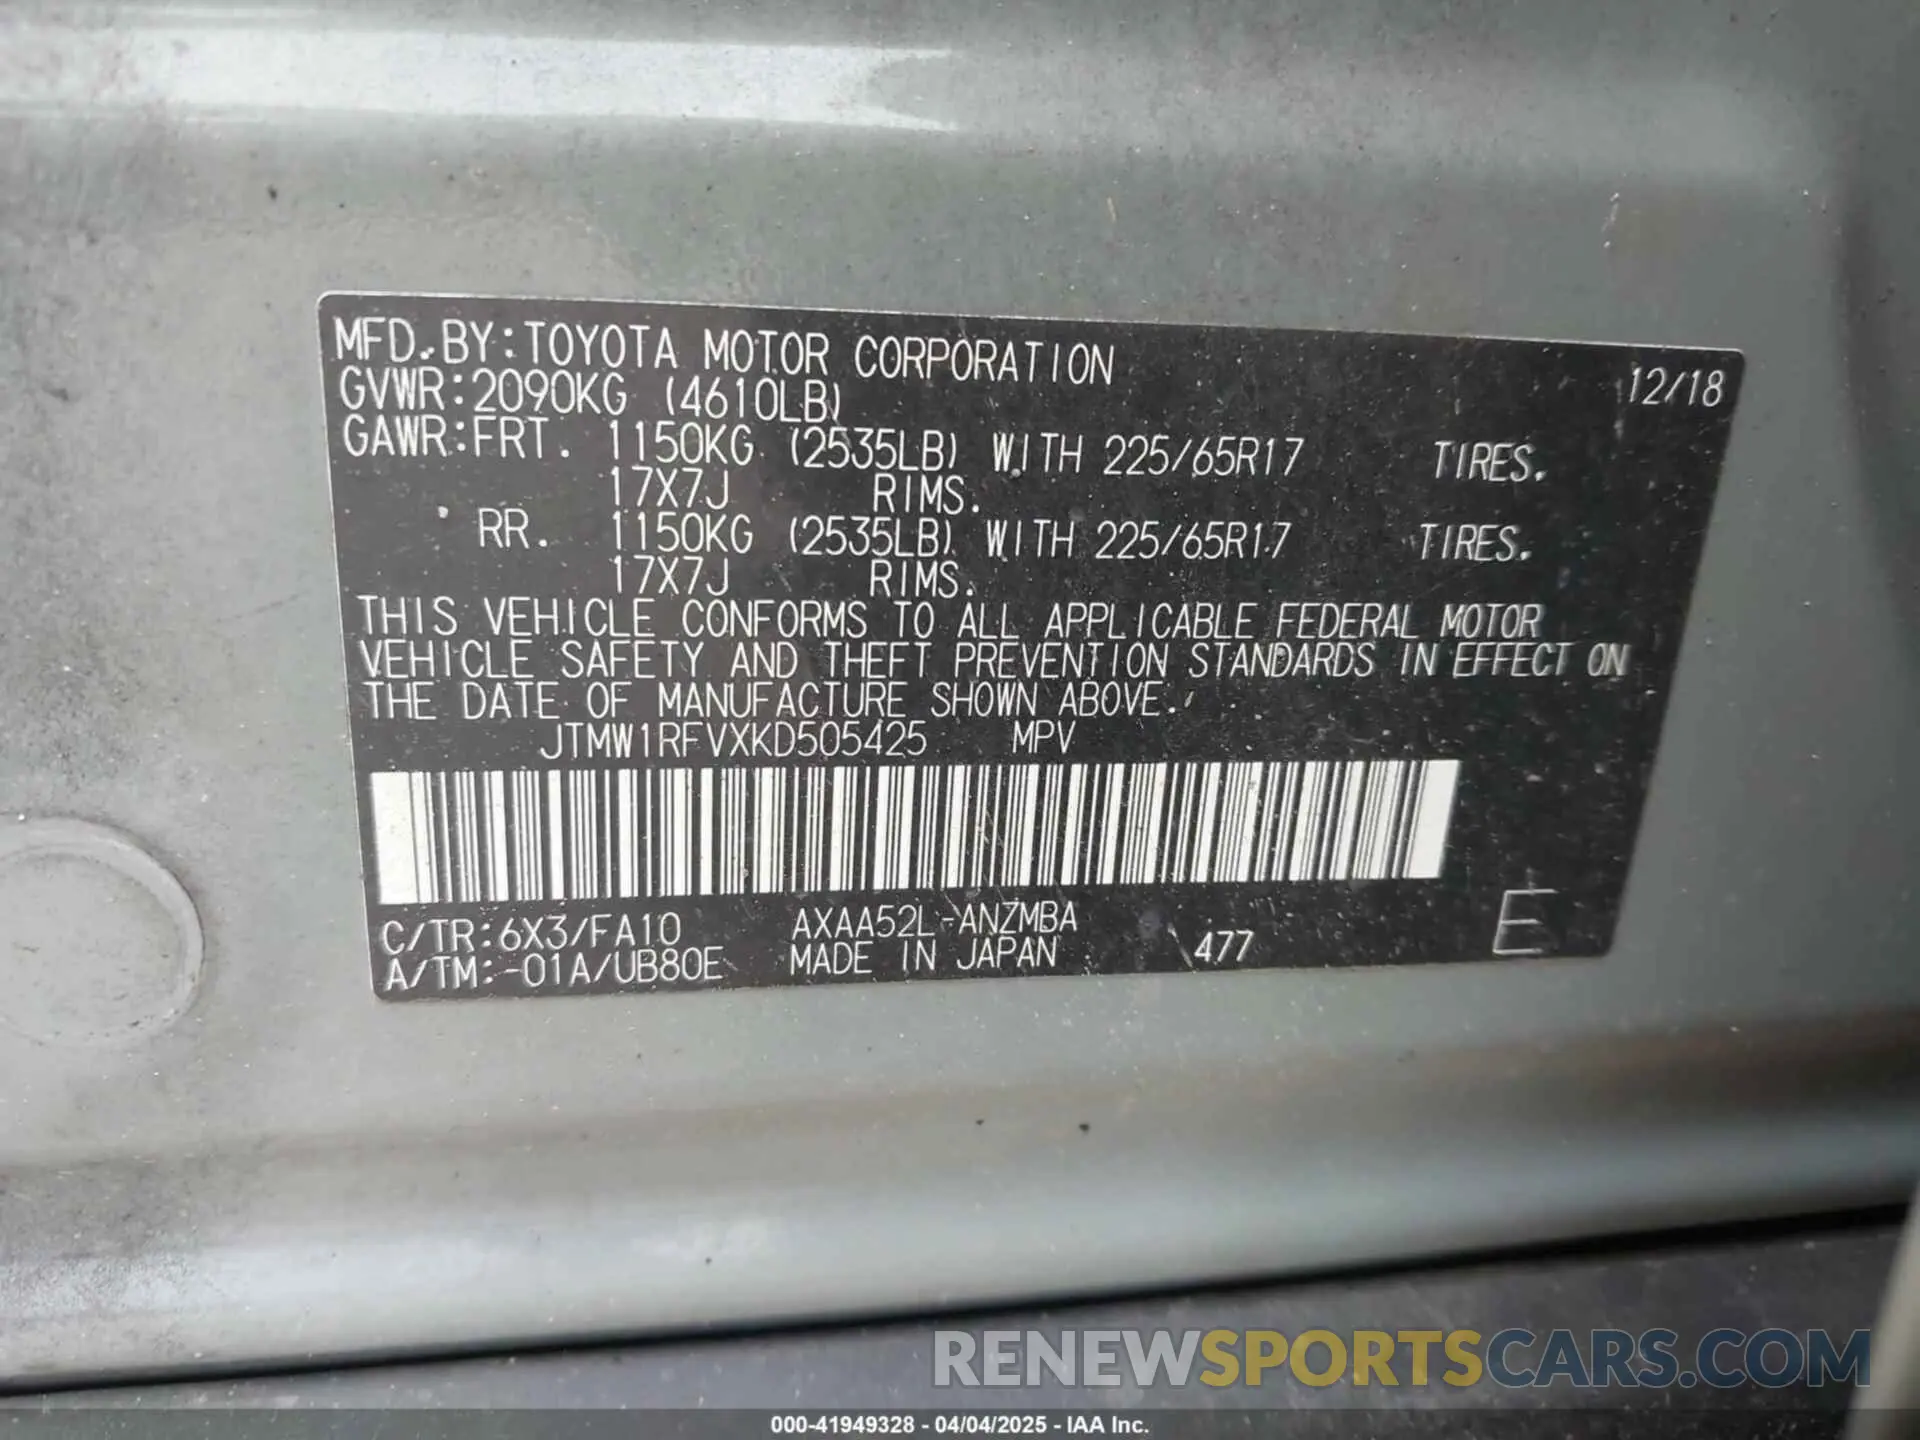 MFD. BY: TOYOTA MOTOR CORPORATION 12/18
GVWR: 2090KG (4610LB)
GAWR: FRT. 1150KG (2535LB) WITH 225/65R17 TIRES.
17X7J RIMS.
RR. 1150KG (2535LB) WITH 225/65R17 TIRES.
17X7J RIMS.
THIS VEHICLE CONFORMS TO ALL APPLICABLE FEDERAL MOTOR
VEHICLE SAFETY AND THEFT PREVENTION STANDARDS IN EFFECT ON
THE DATE OF MANUFACTURE SHOWN ABOVE.
JTMW1RFVXKD505425 MPV
C/TR: 6X3/FA10 AXAA52L-ANZMBA
A/TM: -01A/UB80E MADE IN JAPAN 477 E
RENEWSPORTSCARS.COM
000-41949328 - 04/04/2025 - IAA Inc.